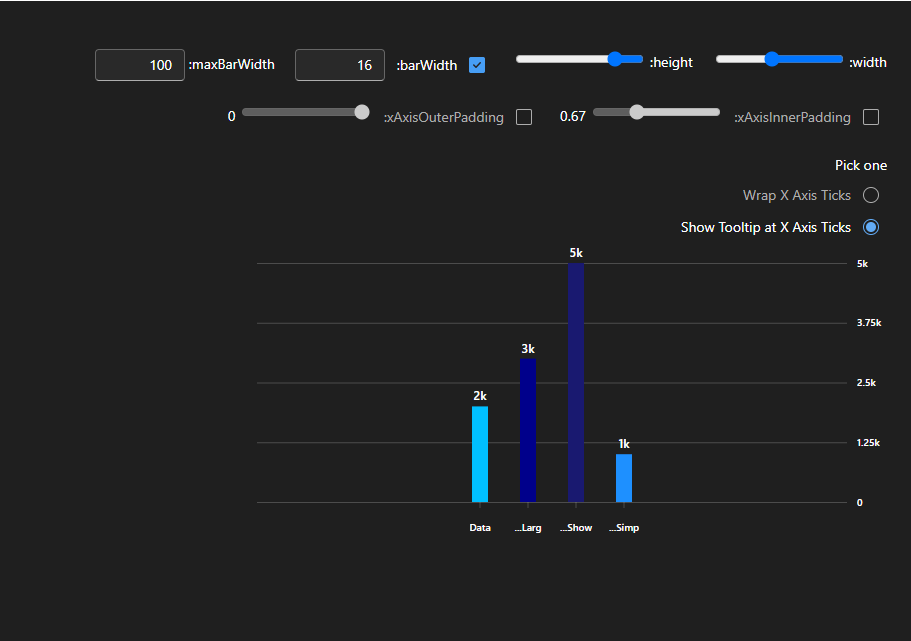 100 :maxBarWidth 16 :barWidth :height :width
0 :xAxisOuterPadding 0.67 :xAxisInnerPadding
Pick one
Wrap X Axis Ticks
Show Tooltip at X Axis Ticks
5k
5k
3.75k
3k
2.5k
2k
1k
1.25k
0
Data ...Larg ...Show ...Simp